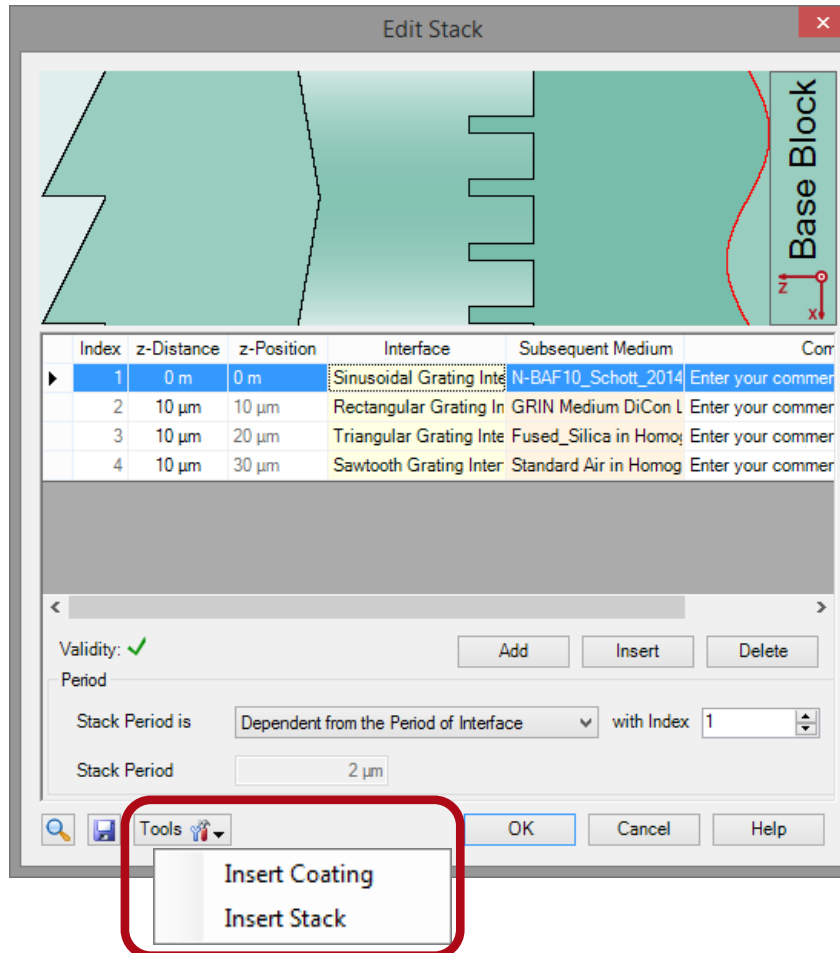 Edit Stack
×
Base Block
z
x
Index z-Distance z-Position Interface Subsequent Medium Com
1 0 m 0 m Sinusoidal Grating Inte N-BAF10_Schott_2014 Enter your commer
2 10 µm 10 µm Rectangular Grating In GRIN Medium DiCon L Enter your commer
3 10 µm 20 µm Triangular Grating Inte Fused_Silica in Homog Enter your commer
4 10 µm 30 µm Sawtooth Grating Inter Standard Air in Homog Enter your commer
Validity:
Add Insert Delete
Period
Stack Period is Dependent from the Period of Interface with Index 1
Stack Period 2 µm
Tools OK Cancel Help
Insert Coating
Insert Stack